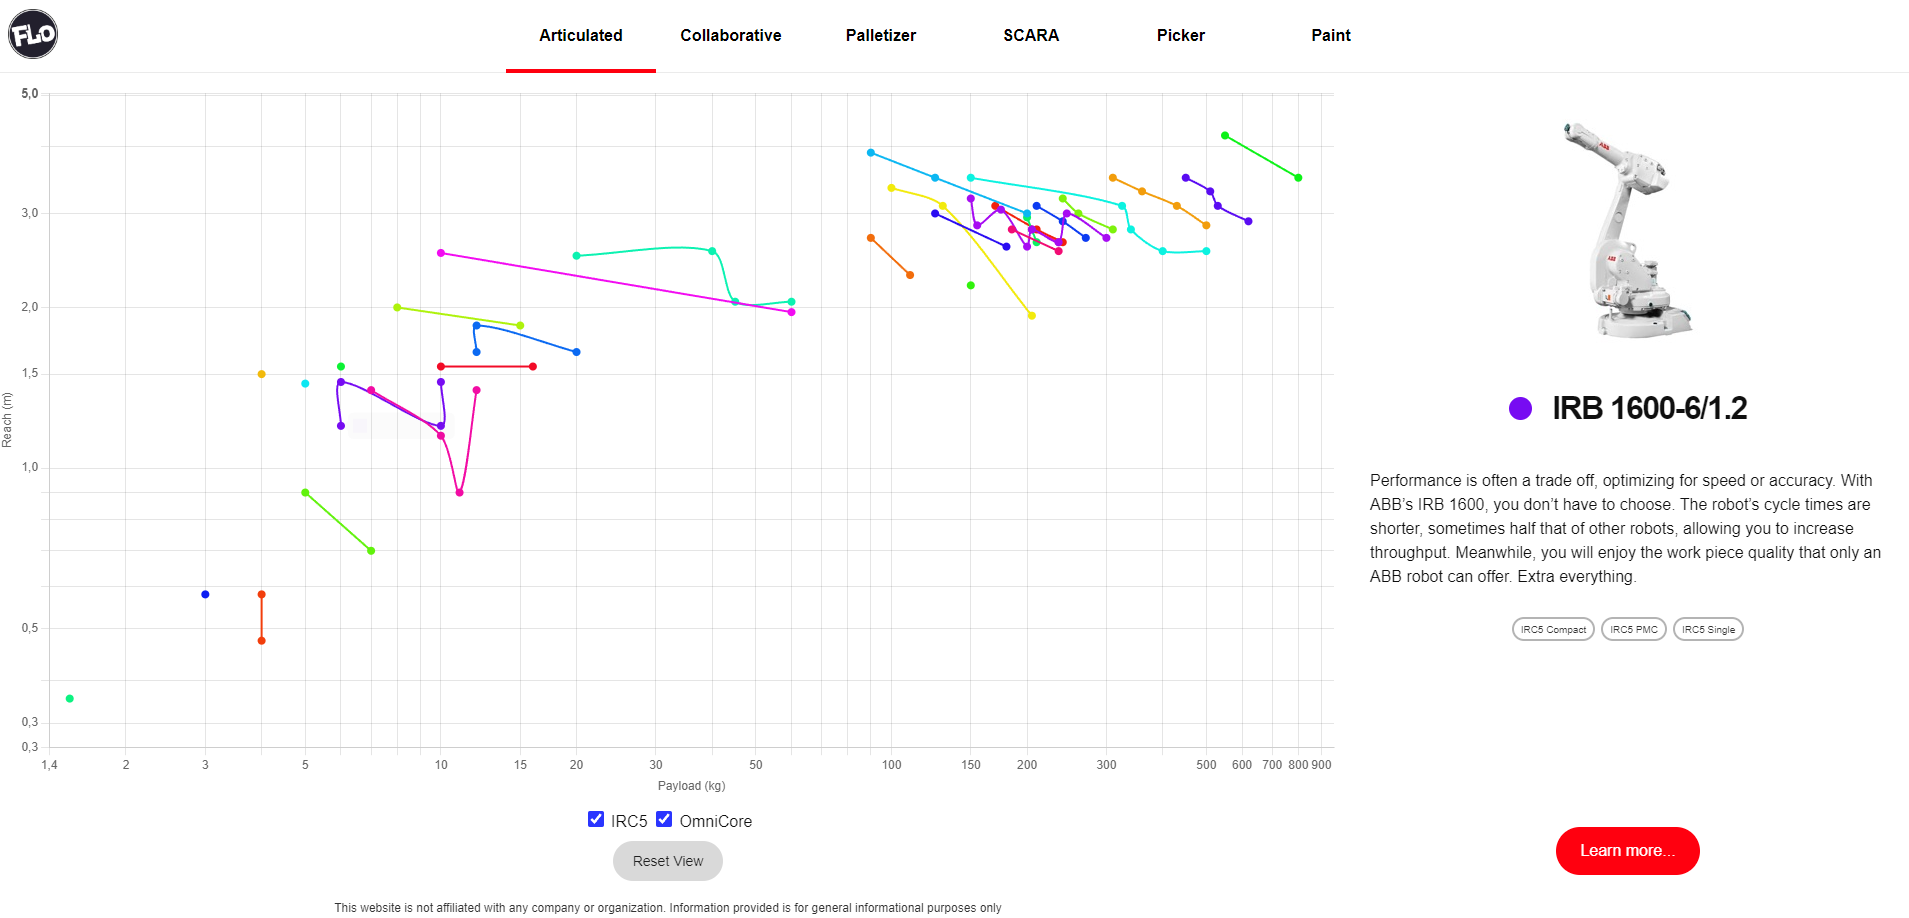 FLO
Articulated
Collaborative
Palletizer
SCARA
Picker
Paint
5,0
3,0
2,0
1,5
1,0
0,5
0,3
0,3
Reach (m)
1,4 2 3 5 10 15 20 30 50 100 150 200 300 500 600 700 800 900
Payload (kg)
IRC5 OmniCore
Reset View
This website is not affiliated with any company or organization. Information provided is for general informational purposes only
ABB
ABB
IRB 1600-6/1.2
Performance is often a trade off, optimizing for speed or accuracy. With
ABB’s IRB 1600, you don’t have to choose. The robot’s cycle times are
shorter, sometimes half that of other robots, allowing you to increase
throughput. Meanwhile, you will enjoy the work piece quality that only an
ABB robot can offer. Extra everything.
IRC5 Compact
IRC5 PMC
IRC5 Single
Learn more...